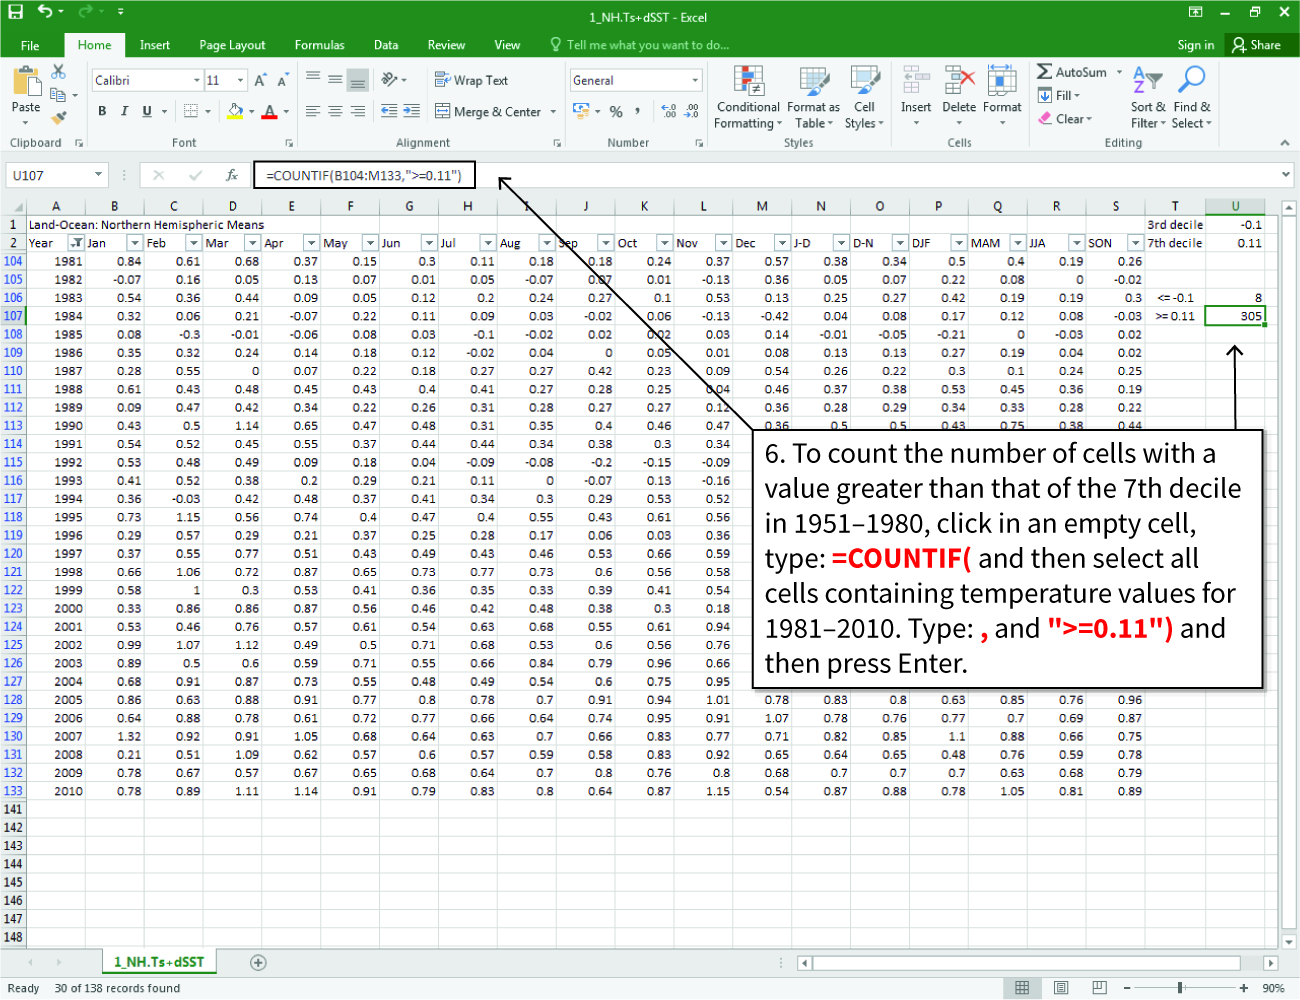 1_NH.Ts+dSST - Excel
File Home Insert Page Layout Formulas Data Review View Tell me what you want to do... Sign in Share
Paste Calibri 11 Wrap Text General Conditional Formatting Format as Table Cell Styles Insert Delete Format AutoSum Sort & Filter Find & Select
B I U Merge & Center % Fill Clear
Clipboard Font Alignment Number Styles Cells Editing
U107 fx =COUNTIF(B104:M133,">=0.11")
A B C D E F G H I J K L M N O P Q R S T U
1 Land-Ocean: Northern Hemispheric Means 3rd decile -0.1
2 Year Jan Feb Mar Apr May Jun Jul Aug Sep Oct Nov Dec J-D D-N DJF MAM JJA SON 7th decile 0.11
104 1981 0.84 0.61 0.68 0.37 0.15 0.3 0.11 0.18 0.18 0.24 0.37 0.57 0.38 0.34 0.5 0.4 0.19 0.26
105 1982 -0.07 0.16 0.05 0.13 0.07 0.01 0.05 -0.07 0.07 0.01 -0.13 0.36 0.05 0.07 0.22 0.08 0 -0.02
106 1983 0.54 0.36 0.44 0.09 0.05 0.12 0.2 0.24 0.27 0.1 0.53 0.13 0.25 0.27 0.42 0.19 0.19 0.3 <= -0.1 8
107 1984 0.32 0.06 0.21 -0.07 0.22 0.11 0.09 0.03 -0.02 0.06 -0.13 -0.42 0.04 0.08 0.17 0.12 0.08 -0.03 >= 0.11 305
108 1985 0.08 -0.3 -0.01 -0.06 0.08 0.03 -0.1 -0.02 0.02 0.02 0.03 0.14 -0.01 -0.05 -0.21 0 -0.03 0.02
109 1986 0.35 0.32 0.24 0.14 0.18 0.12 -0.02 0.04 0 0.05 0.01 0.08 0.13 0.13 0.27 0.19 0.04 0.02
110 1987 0.28 0.55 0 0.07 0.22 0.18 0.27 0.27 0.42 0.23 0.09 0.54 0.26 0.22 0.3 0.1 0.24 0.25
111 1988 0.61 0.43 0.48 0.45 0.43 0.4 0.41 0.27 0.28 0.25 0.04 0.46 0.37 0.38 0.53 0.45 0.36 0.19
112 1989 0.09 0.47 0.42 0.34 0.22 0.26 0.31 0.28 0.27 0.27 0.12 0.36 0.28 0.29 0.34 0.33 0.28 0.22
113 1990 0.43 0.5 1.14 0.65 0.47 0.48 0.31 0.35 0.4 0.46 0.47 0.36 0.5 0.5 0.43 0.75 0.38 0.44
114 1991 0.54 0.52 0.45 0.55 0.37 0.44 0.44 0.34 0.38 0.3 0.34
115 1992 0.53 0.48 0.49 0.09 0.18 0.04 -0.09 -0.08 -0.2 -0.15 -0.09
116 1993 0.41 0.52 0.38 0.2 0.29 0.21 0.11 0 -0.07 0.13 -0.16
117 1994 0.36 -0.03 0.42 0.48 0.37 0.41 0.34 0.3 0.29 0.53 0.52
118 1995 0.73 1.15 0.56 0.74 0.4 0.47 0.4 0.55 0.43 0.61 0.56
119 1996 0.29 0.57 0.29 0.21 0.37 0.25 0.28 0.17 0.06 0.03 0.36
120 1997 0.37 0.55 0.77 0.51 0.43 0.49 0.43 0.46 0.53 0.66 0.59
121 1998 0.66 1.06 0.72 0.87 0.65 0.73 0.77 0.73 0.6 0.56 0.58
122 1999 0.58 1 0.3 0.53 0.41 0.36 0.35 0.33 0.39 0.41 0.54
123 2000 0.33 0.86 0.86 0.87 0.56 0.46 0.42 0.48 0.38 0.3 0.18
124 2001 0.53 0.46 0.76 0.57 0.61 0.54 0.63 0.68 0.55 0.61 0.94
125 2002 0.99 1.07 1.12 0.49 0.5 0.71 0.68 0.53 0.6 0.56 0.76
126 2003 0.89 0.5 0.6 0.59 0.71 0.55 0.66 0.84 0.79 0.96 0.66
127 2004 0.68 0.91 0.87 0.73 0.55 0.48 0.49 0.54 0.6 0.75 0.95
128 2005 0.86 0.63 0.88 0.91 0.77 0.8 0.78 0.7 0.91 0.94 1.01 0.78 0.83 0.8 0.63 0.85 0.76 0.96
129 2006 0.64 0.88 0.78 0.61 0.72 0.77 0.66 0.64 0.74 0.95 0.91 1.07 0.78 0.76 0.77 0.7 0.69 0.87
130 2007 1.32 0.92 0.91 1.05 0.68 0.64 0.63 0.7 0.66 0.83 0.77 0.71 0.82 0.85 1.1 0.88 0.66 0.75
131 2008 0.21 0.51 1.09 0.62 0.57 0.6 0.57 0.59 0.58 0.83 0.92 0.65 0.64 0.65 0.48 0.76 0.59 0.78
132 2009 0.78 0.67 0.57 0.67 0.65 0.68 0.64 0.7 0.8 0.76 0.8 0.68 0.7 0.7 0.7 0.63 0.68 0.79
133 2010 0.78 0.89 1.11 1.14 0.91 0.79 0.83 0.8 0.64 0.87 1.15 0.54 0.87 0.88 0.78 1.05 0.81 0.89
141
142
143
144
145
146
147
148
6. To count the number of cells with a
value greater than that of the 7th decile
in 1951–1980, click in an empty cell,
type: =COUNTIF( and then select all
cells containing temperature values for
1981–2010. Type: , and ">=0.11") and
then press Enter.
1_NH.Ts+dSST
Ready 30 of 138 records found 90%